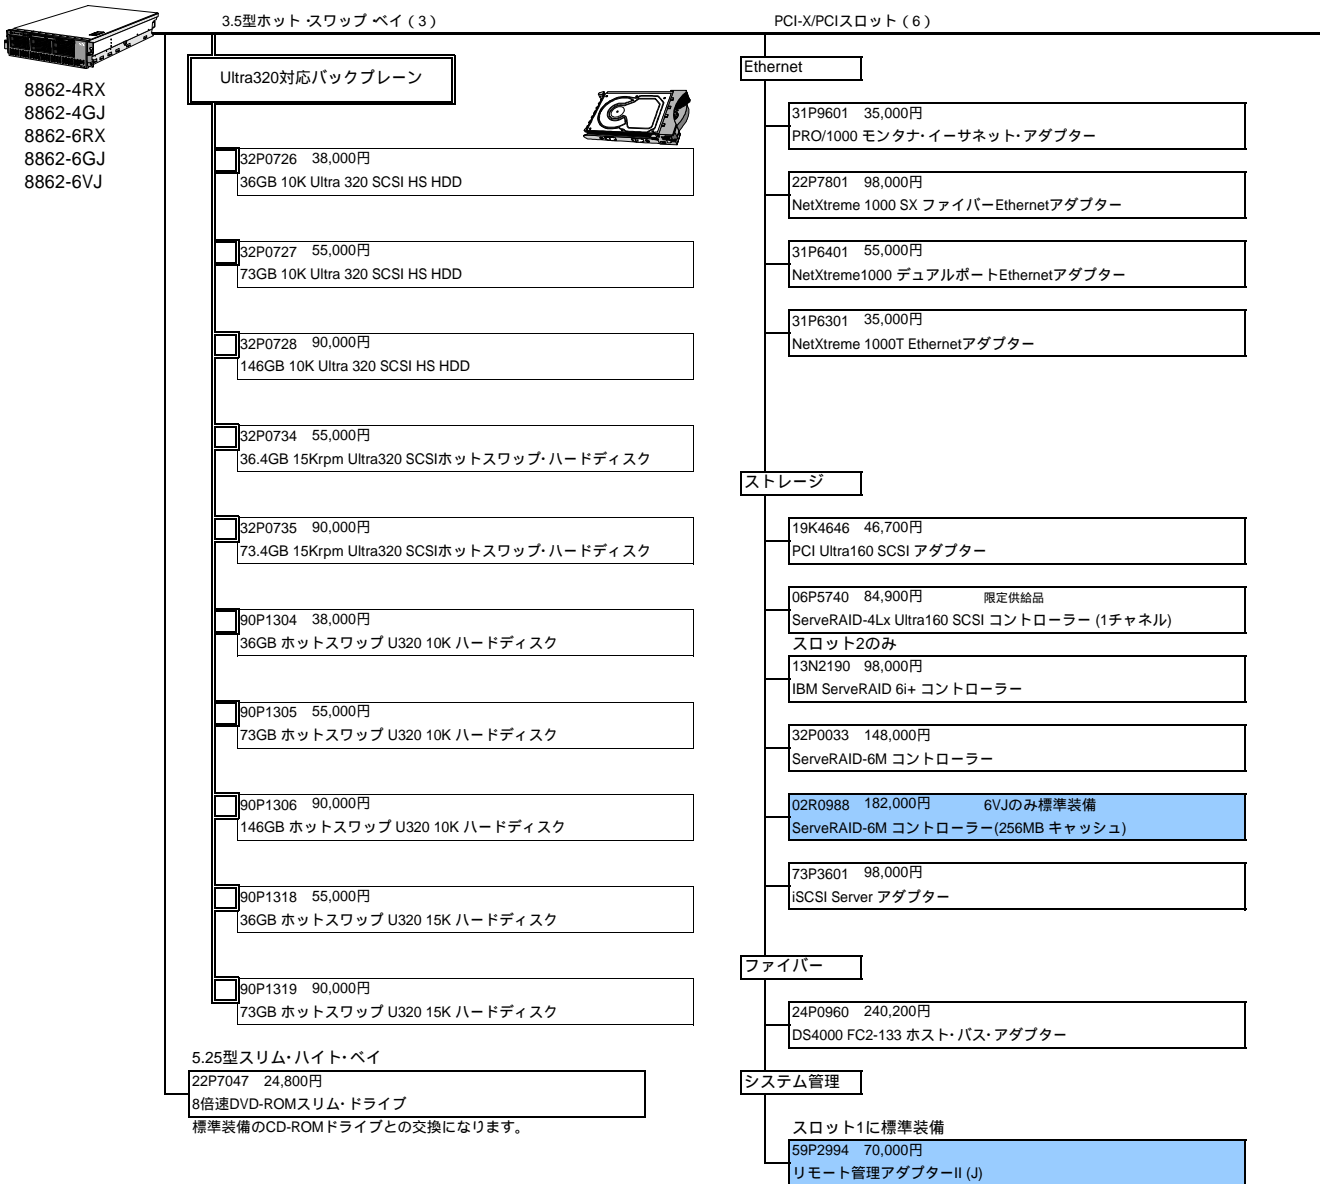 3.5型ホット・スワップ・ベイ（3）
PCI-X/PCIスロット（6）
8862-4RX
8862-4GJ
8862-6RX
8862-6GJ
8862-6VJ
Ultra320対応バックプレーン
32P0726 38,000円
36GB 10K Ultra 320 SCSI HS HDD
32P0727 55,000円
73GB 10K Ultra 320 SCSI HS HDD
32P0728 90,000円
146GB 10K Ultra 320 SCSI HS HDD
32P0734 55,000円
36.4GB 15Krpm Ultra320 SCSIホットスワップ・ハードディスク
32P0735 90,000円
73.4GB 15Krpm Ultra320 SCSIホットスワップ・ハードディスク
90P1304 38,000円
36GB ホットスワップ U320 10K ハードディスク
90P1305 55,000円
73GB ホットスワップ U320 10K ハードディスク
90P1306 90,000円
146GB ホットスワップ U320 10K ハードディスク
90P1318 55,000円
36GB ホットスワップ U320 15K ハードディスク
90P1319 90,000円
73GB ホットスワップ U320 15K ハードディスク
5.25型スリム・ハイト・ベイ
22P7047 24,800円
8倍速DVD-ROMスリム・ドライブ
標準装備のCD-ROMドライブとの交換になります。
Ethernet
31P9601 35,000円
PRO/1000 モンタナ・イーサネット・アダプター
22P7801 98,000円
NetXtreme 1000 SX ファイバーEthernetアダプター
31P6401 55,000円
NetXtreme1000 デュアルポートEthernetアダプター
31P6301 35,000円
NetXtreme 1000T Ethernetアダプター
ストレージ
19K4646 46,700円
PCI Ultra160 SCSI アダプター
06P5740 84,900円 限定供給品
ServeRAID-4Lx Ultra160 SCSI コントローラー (1チャネル)
スロット2のみ
13N2190 98,000円
IBM ServeRAID 6i+ コントローラー
32P0033 148,000円
ServeRAID-6M コントローラー
02R0988 182,000円 6VJのみ標準装備
ServeRAID-6M コントローラー(256MB キャッシュ)
73P3601 98,000円
iSCSI Server アダプター
ファイバー
24P0960 240,200円
DS4000 FC2-133 ホスト・バス・アダプター
システム管理
スロット1に標準装備
59P2994 70,000円
リモート管理アダプターII (J)